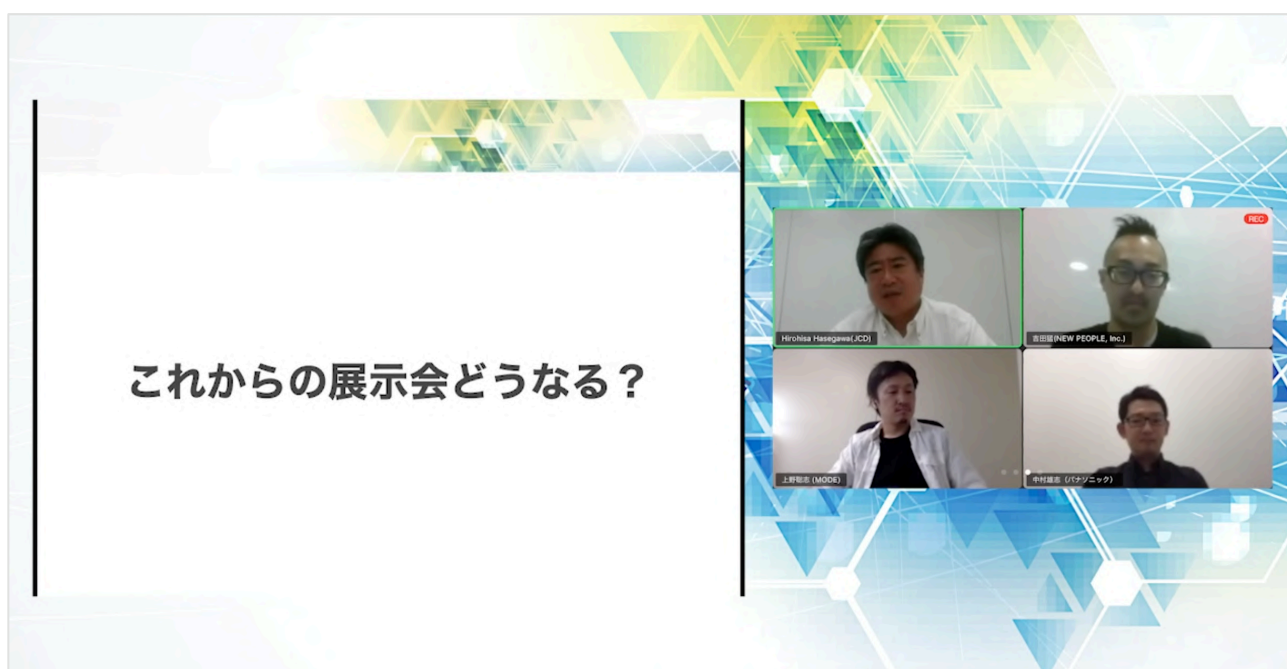 これからの展示会どうなる？
REC
Hirohisa Hasegawa(JCD)
吉田猛(NEW PEOPLE, Inc.)
上野聡志 (MODE)
中村雄志（パナソニック）